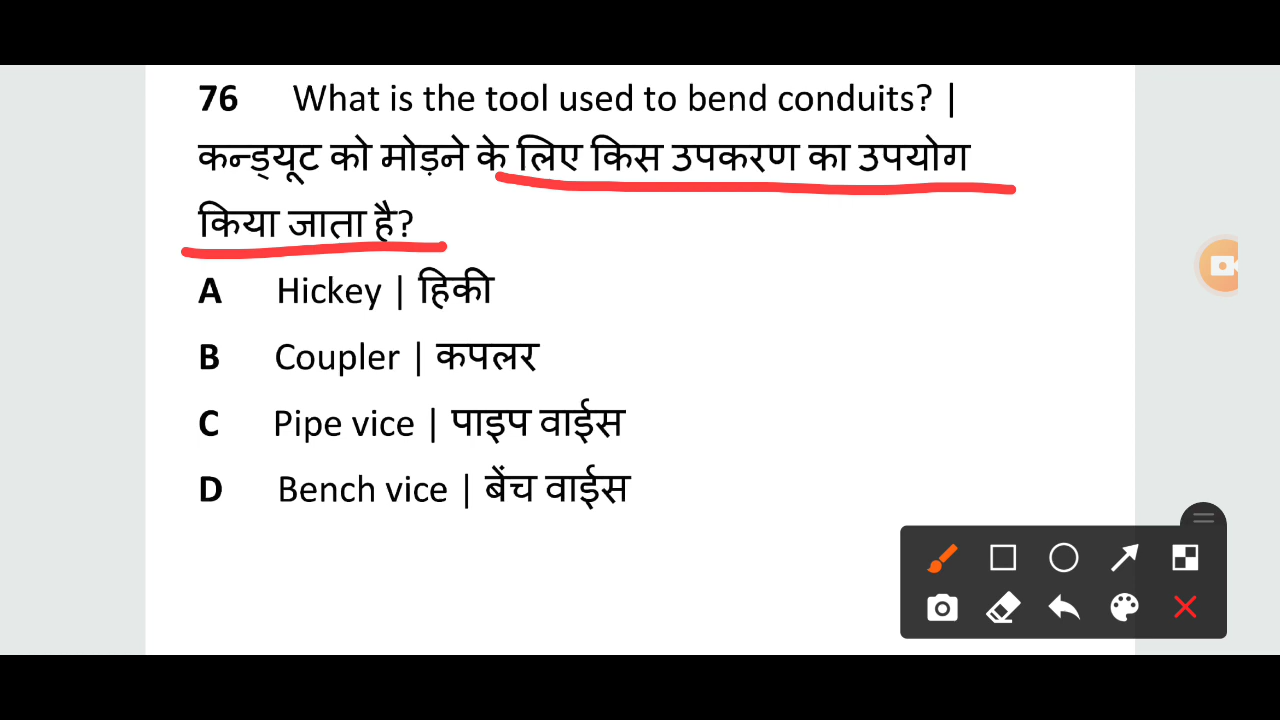 76 What is the tool used to bend conduits? |
कन्ड्यूट को मोड़ने के लिए किस उपकरण का उपयोग
किया जाता है?
A Hickey | हिकी
B Coupler | कपलर
C Pipe vice | पाइप वाईस
D Bench vice | बेंच वाईस